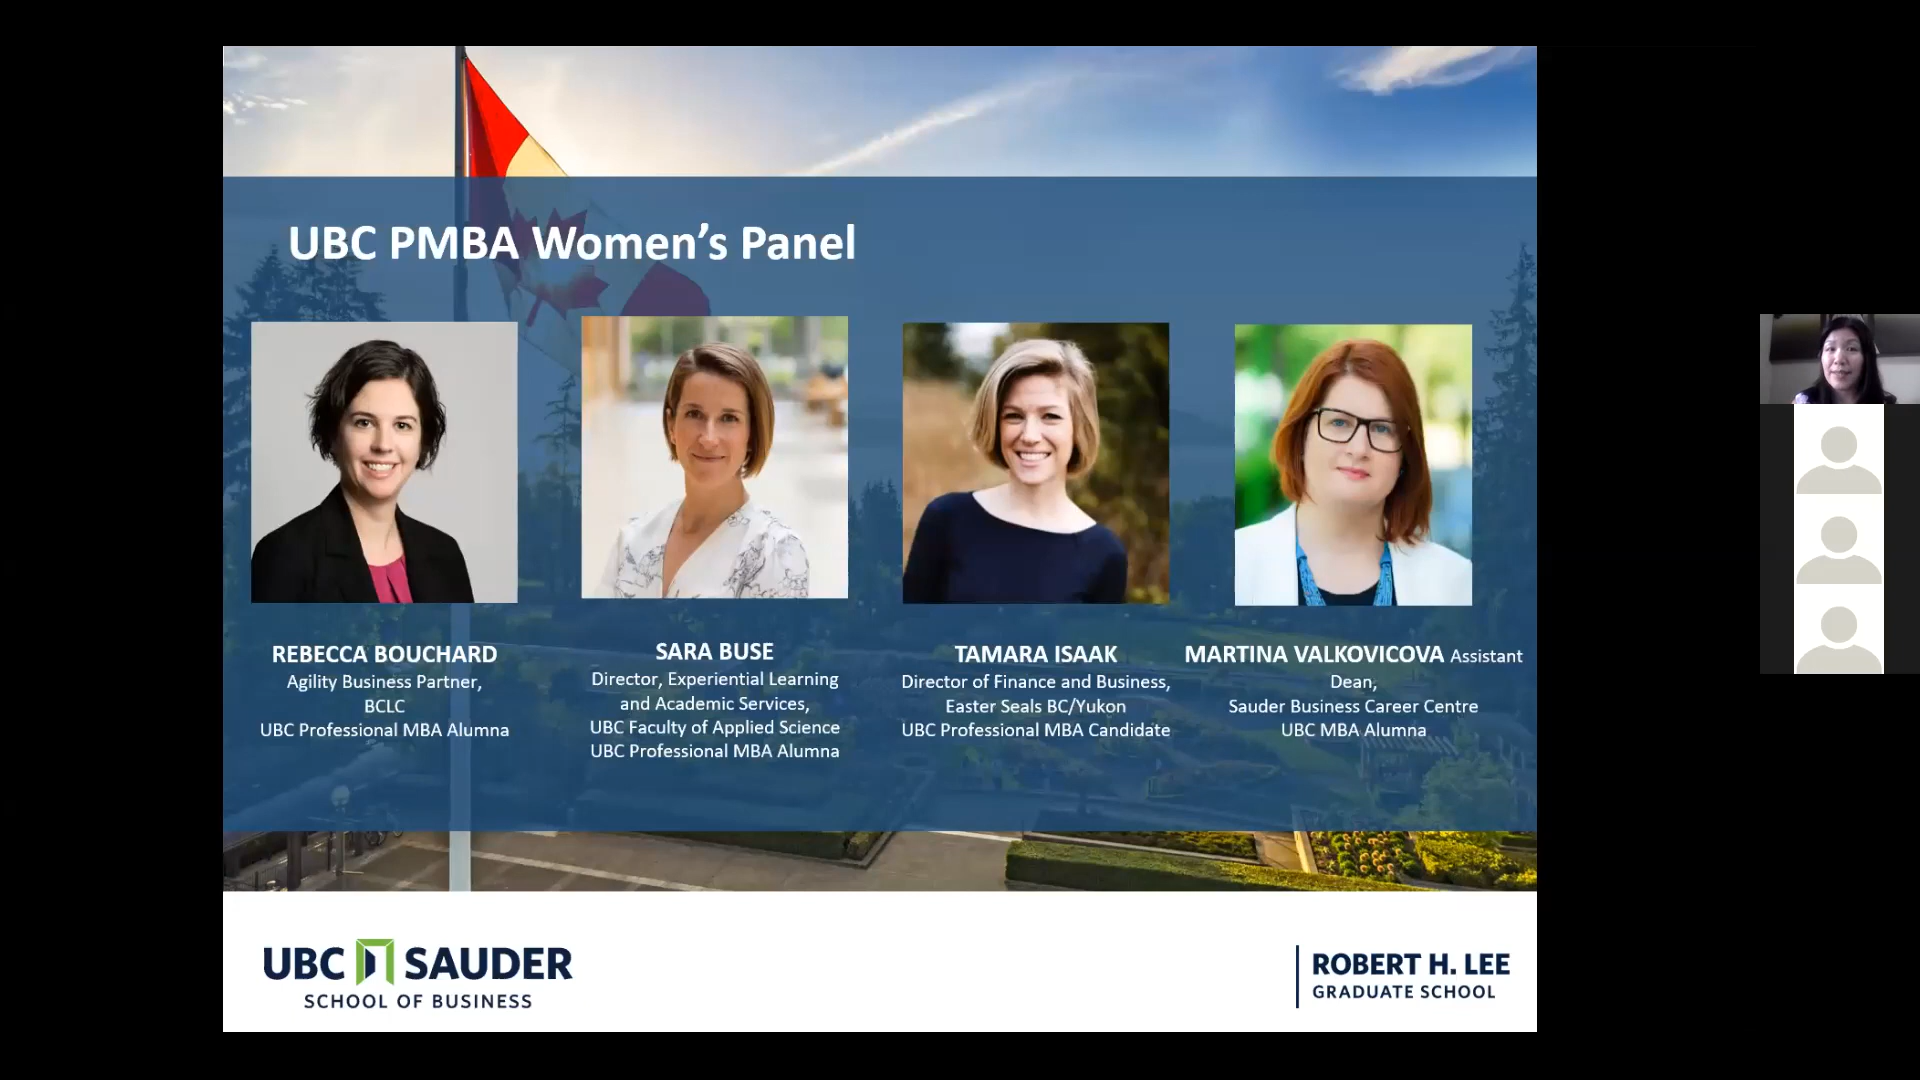 UBC PMBA Women’s Panel
REBECCA BOUCHARD
Agility Business Partner,
BCLC
UBC Professional MBA Alumna
SARA BUSE
Director, Experiential Learning
and Academic Services,
UBC Faculty of Applied Science
UBC Professional MBA Alumna
TAMARA ISAAK
Director of Finance and Business,
Easter Seals BC/Yukon
UBC Professional MBA Candidate
MARTINA VALKOVICOVA Assistant
Dean,
Sauder Business Career Centre
UBC MBA Alumna
UBC SAUDER
SCHOOL OF BUSINESS
ROBERT H. LEE
GRADUATE SCHOOL